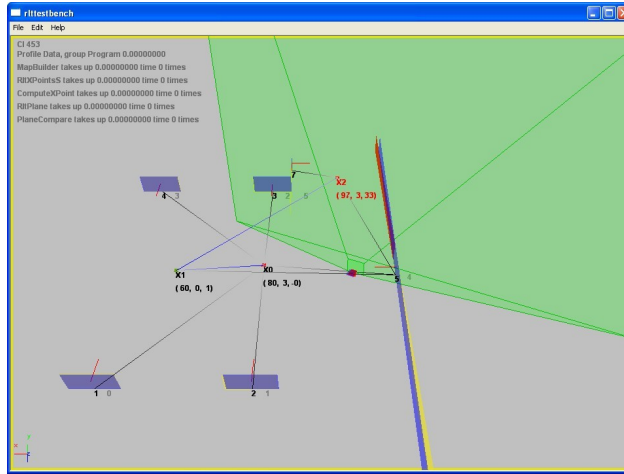 rlttestbench
File Edit Help
CI 453
Profile Data, group Program 0.00000000
MapBuilder takes up 0.00000000 time 0 times
RltXPointsS takes up 0.00000000 time 0 times
ComputeXPoint takes up 0.00000000 time 0 times
RltPlane takes up 0.00000000 time 0 times
PlaneCompare takes up 0.00000000 time 0 times
7
X2
(97, 3, 33)
4 3
3 2 5
X1
(60, 0, 1)
X0
(80, 3, -0)
5 4
1 0
2 1